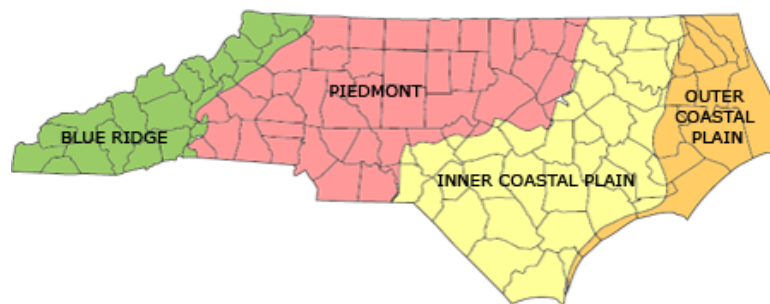 PIEDMONT
BLUE RIDGE
INNER COASTAL PLAIN
OUTER
COASTAL
PLAIN